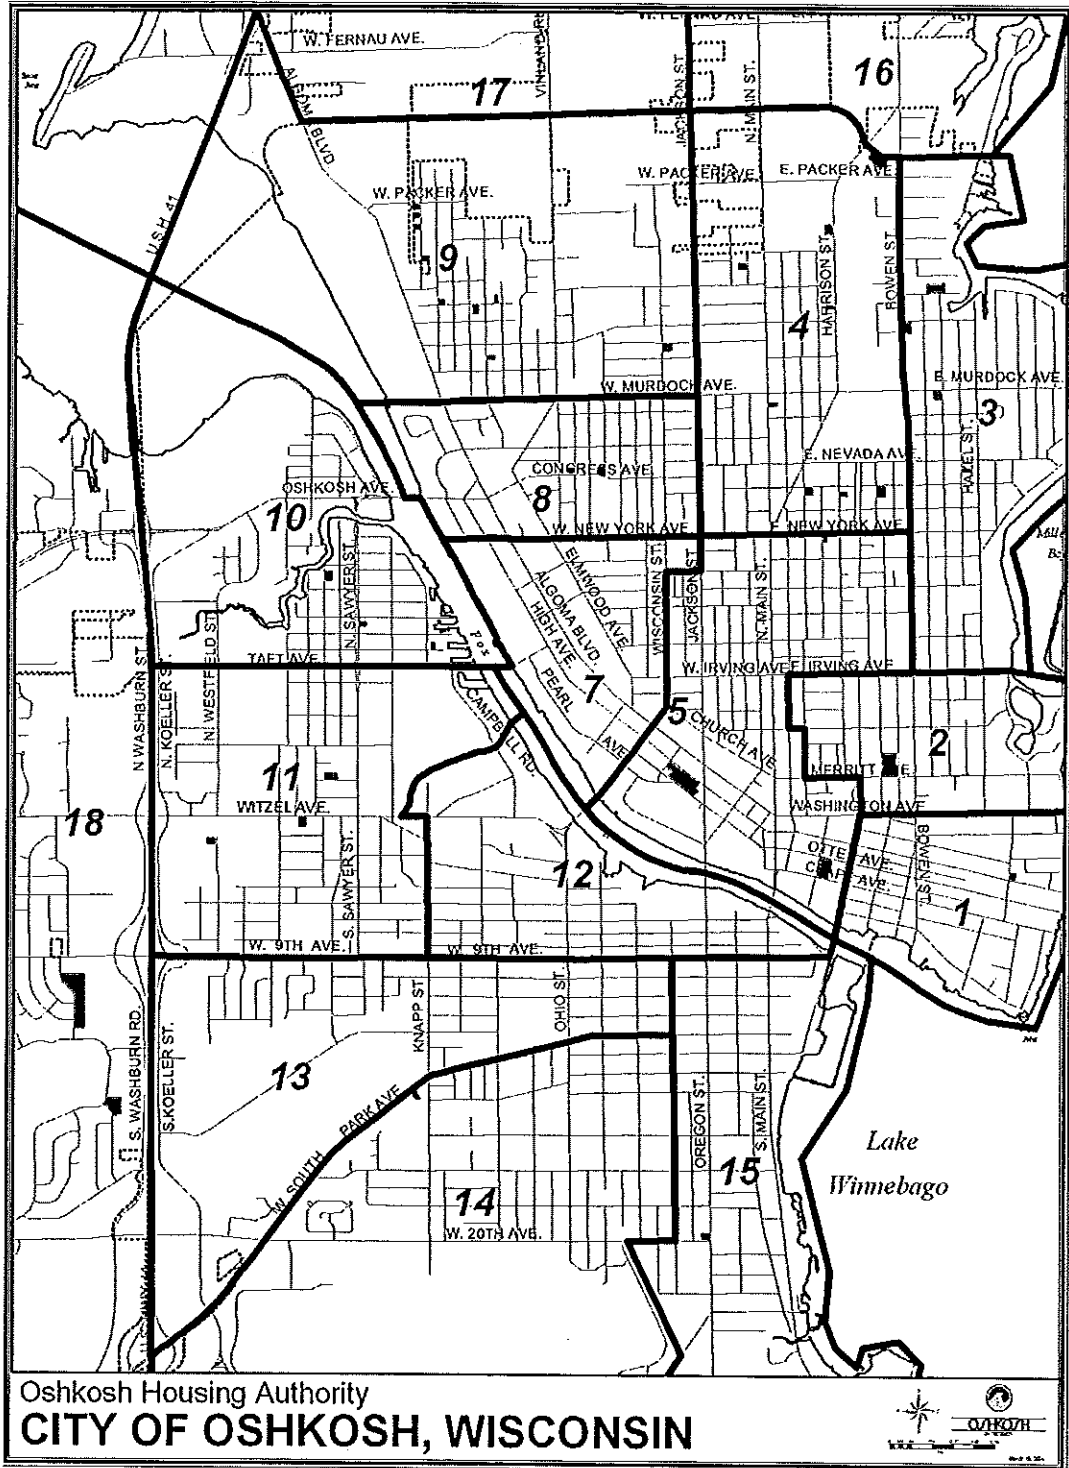 W. FERNAU AVE.
ALGOMA BLVD.
17
JACKSON ST
N. MAIN ST.
16
W. PACKER AVE.
W. PACKER AVE.
E. PACKER AVE.
U.S.H. 41
9
HARRISON ST.
BOWEN ST.
4
W. MURDOCK AVE.
E. MURDOCK AVE.
3
HAZEL ST.
CONGRESS AVE.
E. NEVADA AVE.
OSHKOSH AVE.
8
10
W. NEW YORK AVE.
E. NEW YORK AVE.
N. SAWYER ST.
ELMWOOD AVE.
ALGOMA BLVD.
HIGH AVE.
WISCONSIN ST.
JACKSON ST
N. MAIN ST.
Fox
TAFT AVE.
N. WESTFIELD ST.
W. IRVING AVE.
E. IRVING AVE
N WASHBURN ST.
N. KOELLER ST.
PEARL
AVE
7
CAMPBELL RD.
5
CHURCH AVE.
2
MERRITT AVE.
11
WITZEL AVE.
WASHINGTON AVE
18
S. SAWYER ST.
OTTER AVE.
CEAPE AVE.
BOWEN ST.
12
1
W. 9TH AVE.
W. 9TH AVE.
KNAPP ST
OHIO ST.
S. WASHBURN RD.
S.KOELLER ST.
13
W. SOUTH
PARK AVE
OREGON ST.
S. MAIN ST.
Lake
Winnebago
15
14
W. 20TH AVE.
Oshkosh Housing Authority
CITY OF OSHKOSH, WISCONSIN
OSHKOSH